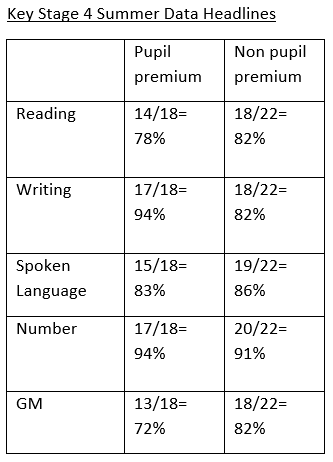 Key Stage 4 Summer Data Headlines
Pupil premium Non pupil premium
Reading 14/18= 78% 18/22= 82%
Writing 17/18= 94% 18/22= 82%
Spoken Language 15/18= 83% 19/22= 86%
Number 17/18= 94% 20/22= 91%
GM 13/18= 72% 18/22= 82%